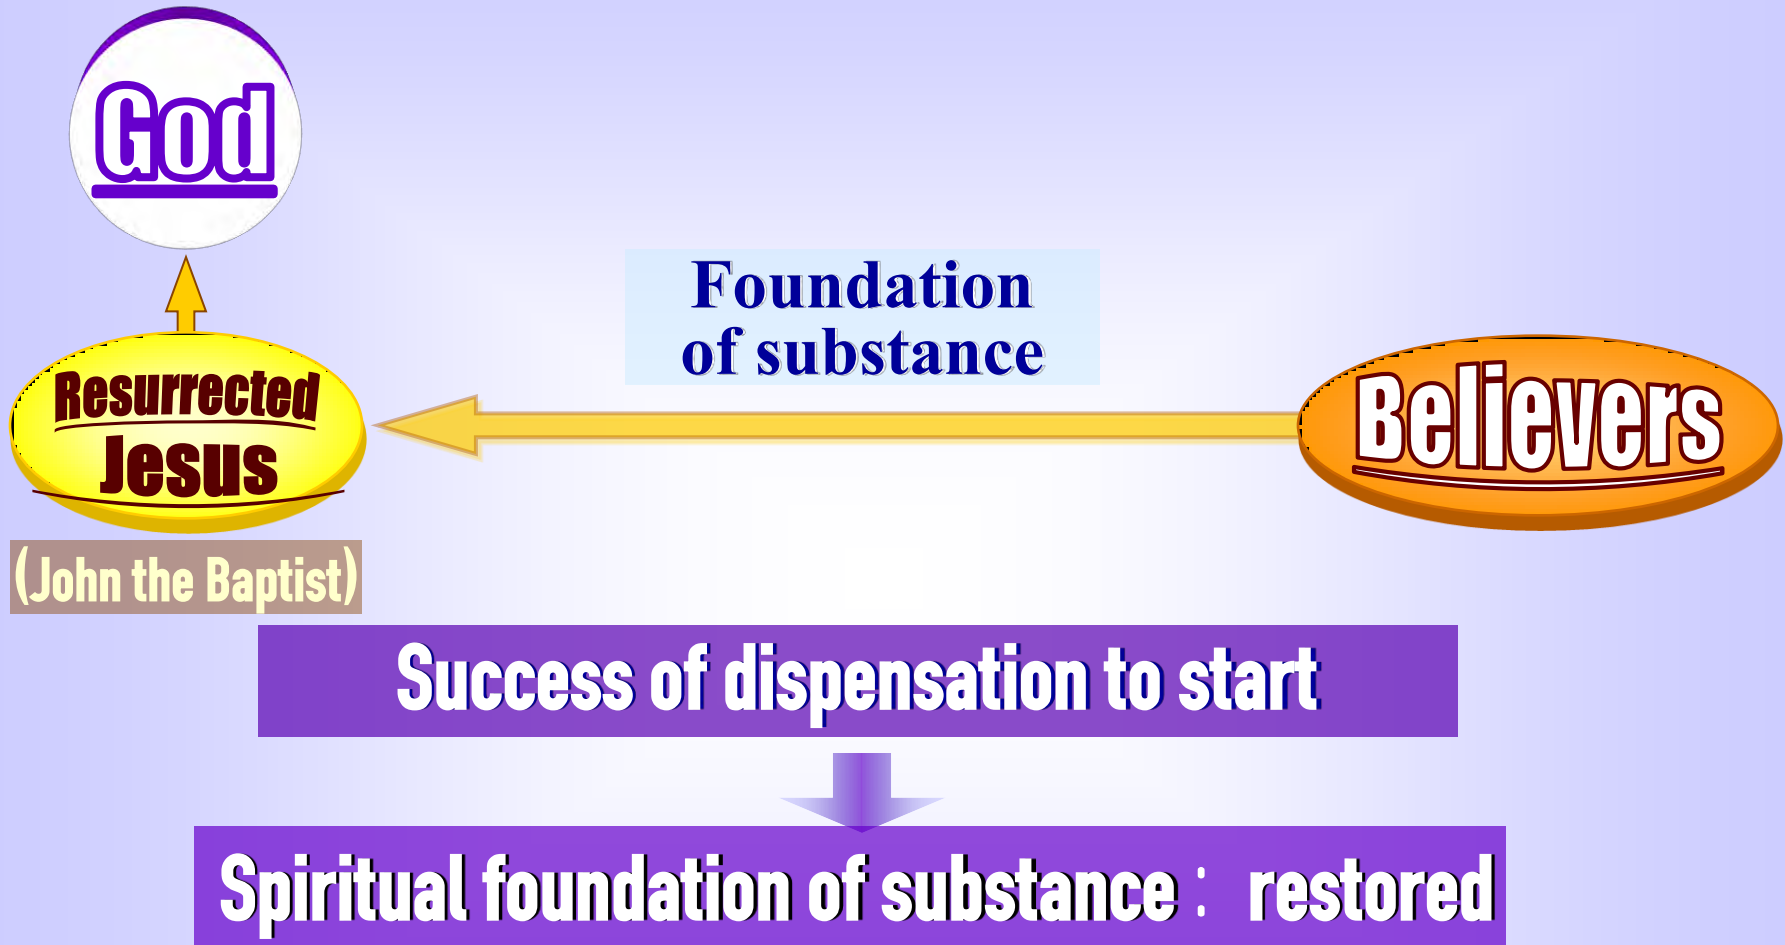 God
Foundation
of substance
Resurrected
Jesus
Believers
(John the Baptist)
Success of dispensation to start
Spiritual foundation of substance : restored